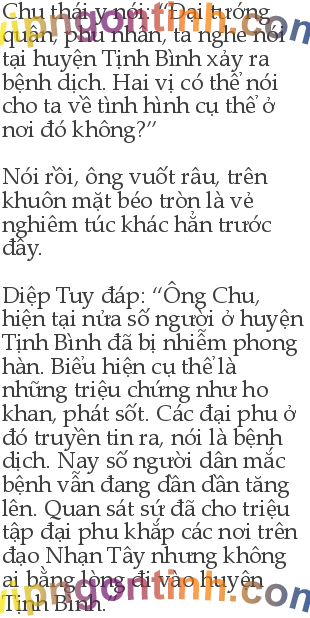 Chu thái y nói: “Đại tướng
quân, phu nhân, ta nghe nói
tại huyện Tịnh Bình xảy ra
bệnh dịch. Hai vị có thể nói
cho ta về tình hình cụ thể ở
nơi đó không?”

Nói rồi, ông vuốt râu, trên
khuôn mặt béo tròn là vẻ
nghiêm túc khác hẳn trước
đây.

Diệp Tuy đáp: “Ông Chu,
hiện tại nửa số người ở huyện
Tịnh Bình đã bị nhiễm phong
hàn. Biểu hiện cụ thể là
những triệu chứng như ho
khan, phát sốt. Các đại phu ở
đó truyền tin ra, nói là bệnh
dịch. Nay số người dân mắc
bệnh vẫn đang dần dần tăng
lên. Quan sát sứ đã cho triệu
tập đại phu khắp các nơi trên
đạo Nhạn Tây nhưng không
ai bằng lòng đi vào huyện
Tịnh Bình.
vipngontinh.com
vipngontinh.com